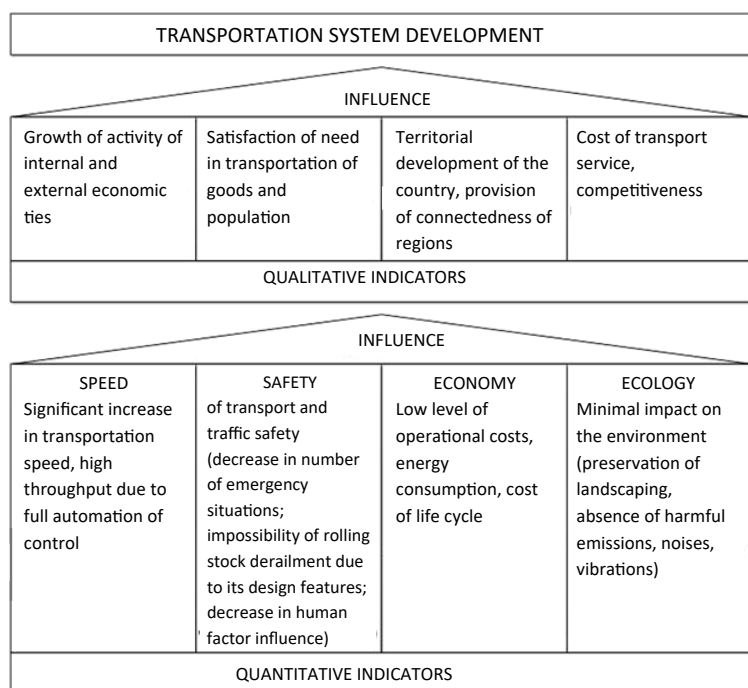 TRANSPORTATION SYSTEM DEVELOPMENT
INFLUENCE
Growth of activity of
internal and
external economic
ties
Satisfaction of need
in transportation of
goods and
population
Territorial
development of the
country, provision
of connectedness of
regions
Cost of transport
service,
competitiveness
QUALITATIVE INDICATORS
INFLUENCE
SPEED
Significant increase
in transportation
speed, high
throughput due to
full automation of
control
SAFETY
of transport and
traffic safety
(decrease in number
of emergency
situations;
impossibility of rolling
stock derailment due
to its design features;
decrease in human
factor influence)
ECONOMY
Low level of
operational costs,
energy
consumption, cost
of life cycle
ECOLOGY
Minimal impact on
the environment
(preservation of
landscaping,
absence of harmful
emissions, noises,
vibrations)
QUANTITATIVE INDICATORS